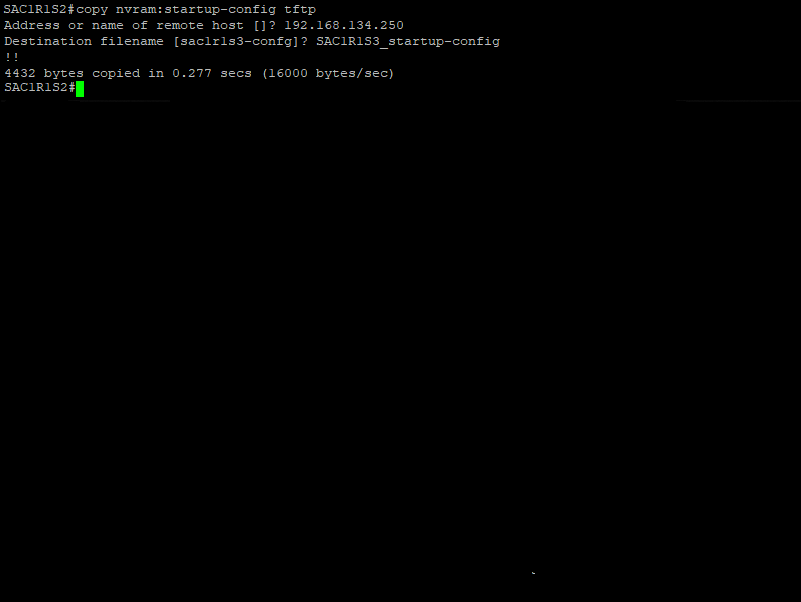 SAC1R1S2#copy nvram:startup-config tftp
Address or name of remote host []? 192.168.134.250
Destination filename [sac1r1s3-confg]? SAC1R1S3_startup-config
!!
4432 bytes copied in 0.277 secs (16000 bytes/sec)
SAC1R1S2#